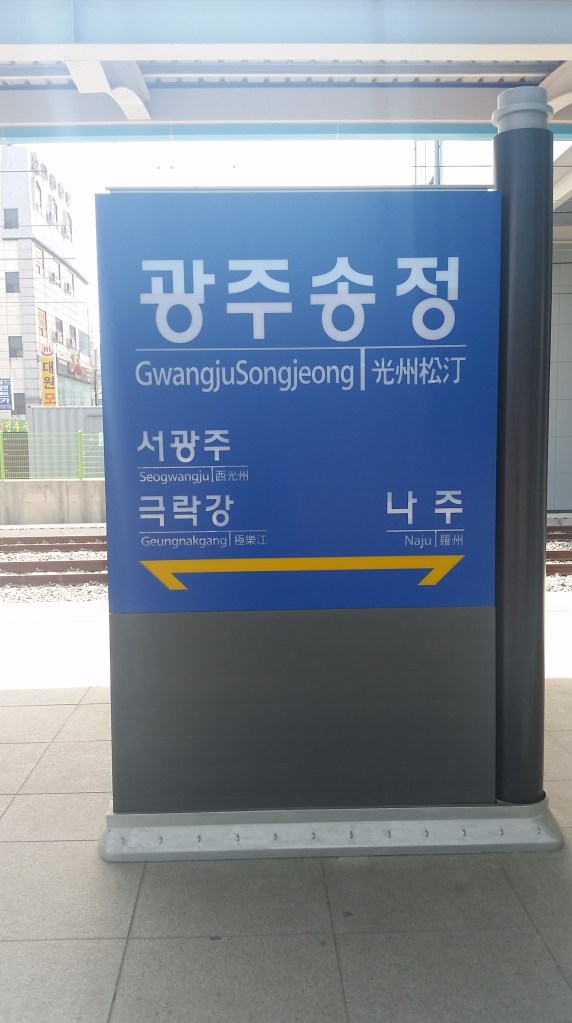 광주송정
GwangjuSongjeong 光州松汀
서광주
Seogwangju 西光州
극락강
Geungnakgang 極樂江
나 주
Naju 羅州
대원모